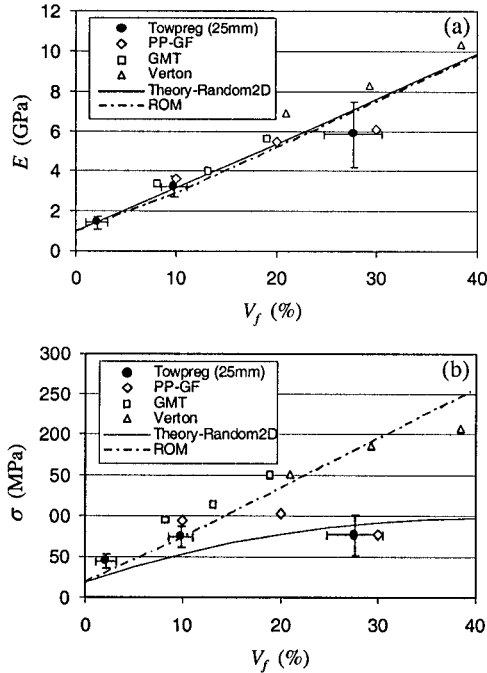 (a)
Towpreg (25mm)
PP-GF
GMT
Verton
Theory-Random2D
ROM
12
10
8
6
4
2
0
E (GPa)
0 10 20 30 40
V_f (%)
(b)
Towpreg (25mm)
PP-GF
GMT
Verton
Theory-Random2D
ROM
300
250
200
50
00
50
0
σ (MPa)
0 10 20 30 40
V_f (%)